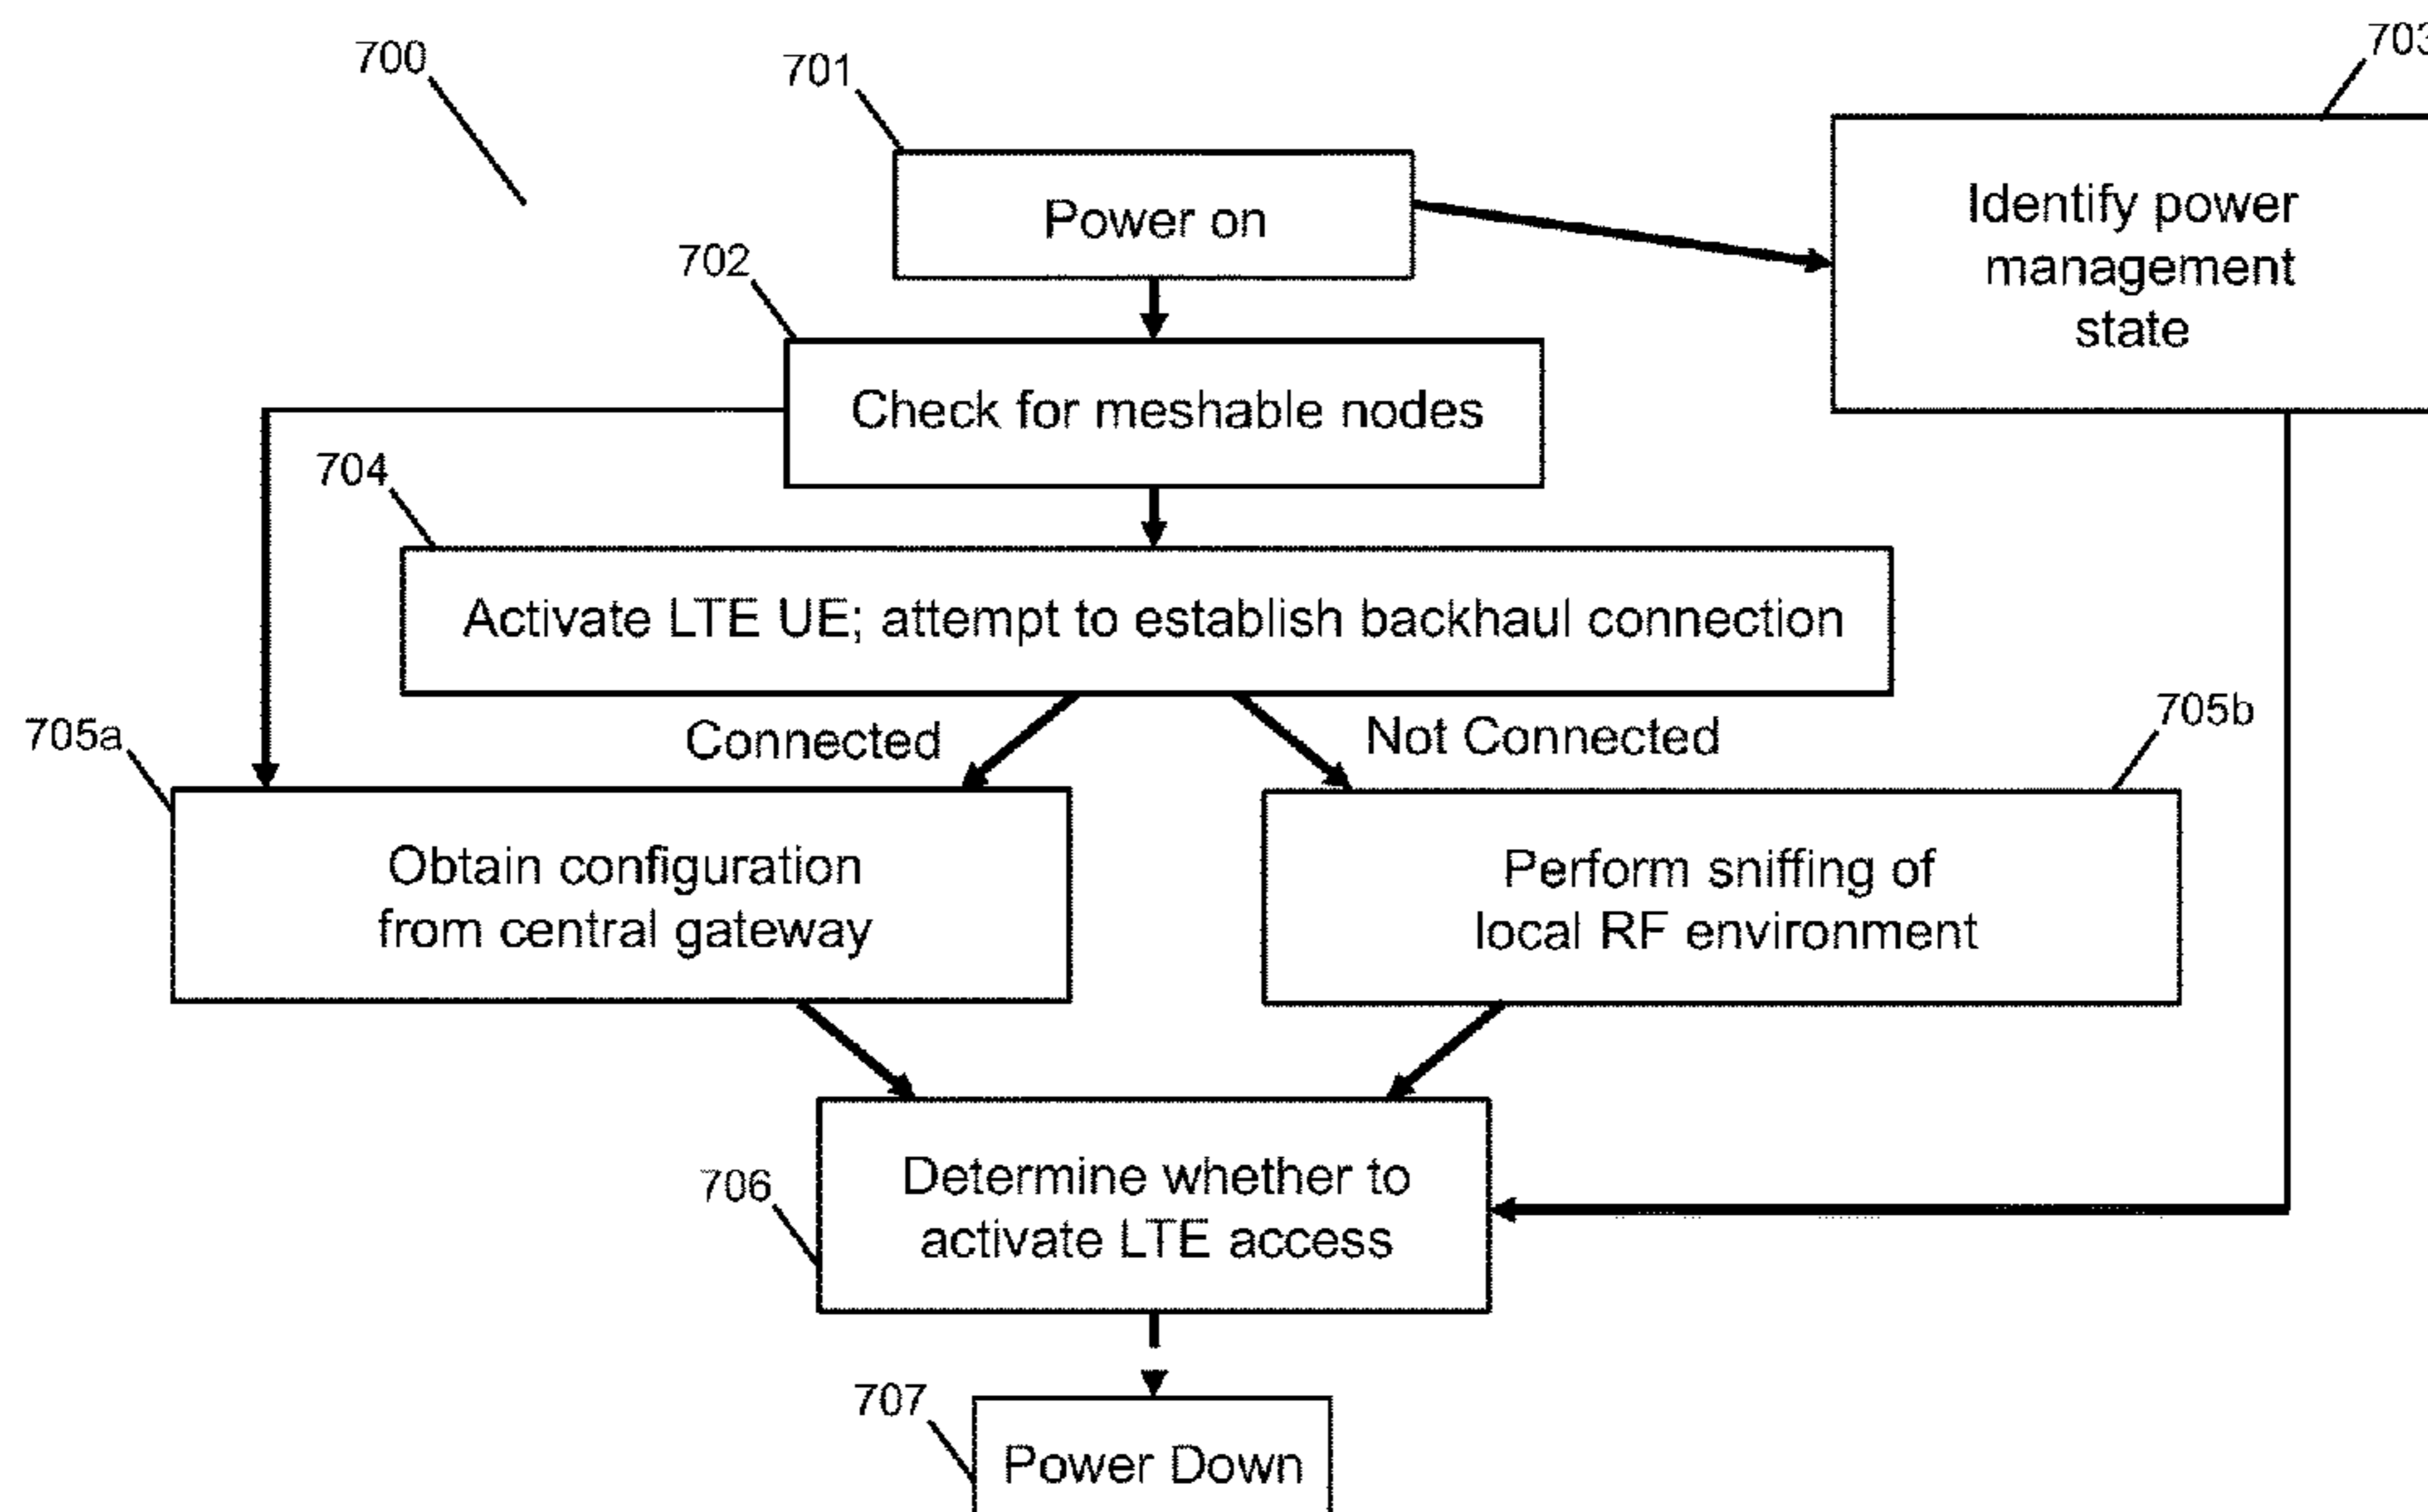 700
701
703
Power on
Identify power
management
state
702
Check for meshable nodes
704
Activate LTE UE; attempt to establish backhaul connection
Connected
Not Connected
705a
705b
Obtain configuration
from central gateway
Perform sniffing of
local RF environment
706
Determine whether to
activate LTE access
707
Power Down